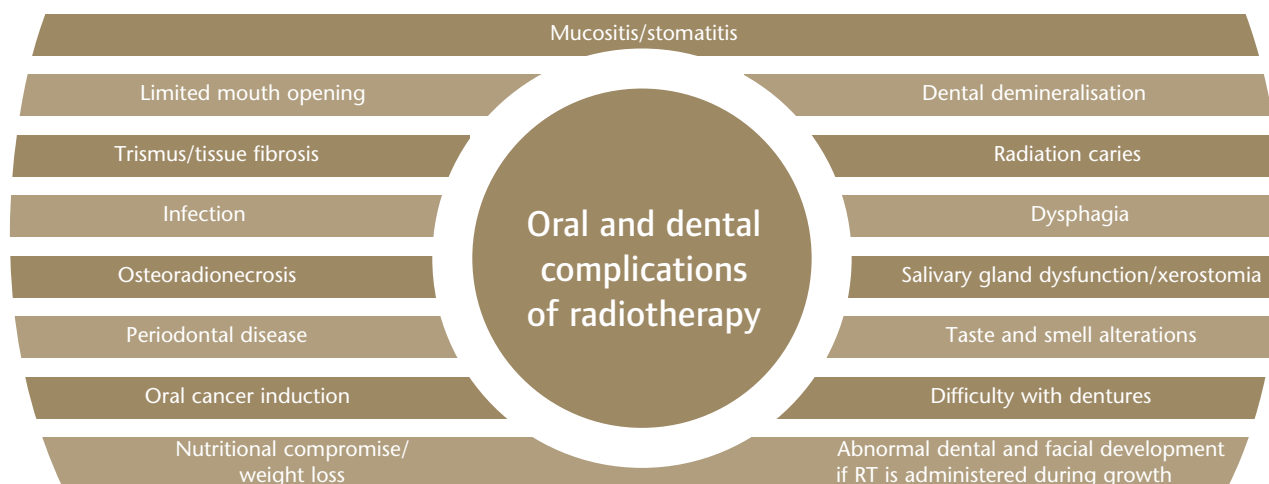 Mucositis/stomatitis
Limited mouth opening
Dental demineralisation
Trismus/tissue fibrosis
Radiation caries
Infection
Dysphagia
Oral and dental
complications
of radiotherapy
Osteoradionecrosis
Salivary gland dysfunction/xerostomia
Periodontal disease
Taste and smell alterations
Oral cancer induction
Difficulty with dentures
Nutritional compromise/
weight loss
Abnormal dental and facial development
if RT is administered during growth